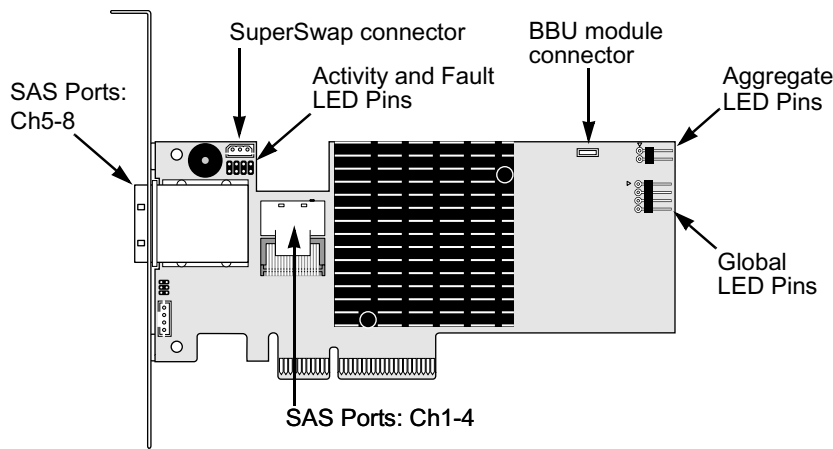 SuperSwap connector
BBU module
connector
Activity and Fault
LED Pins
Aggregate
LED Pins
SAS Ports:
Ch5-8
Global
LED Pins
SAS Ports: Ch1-4